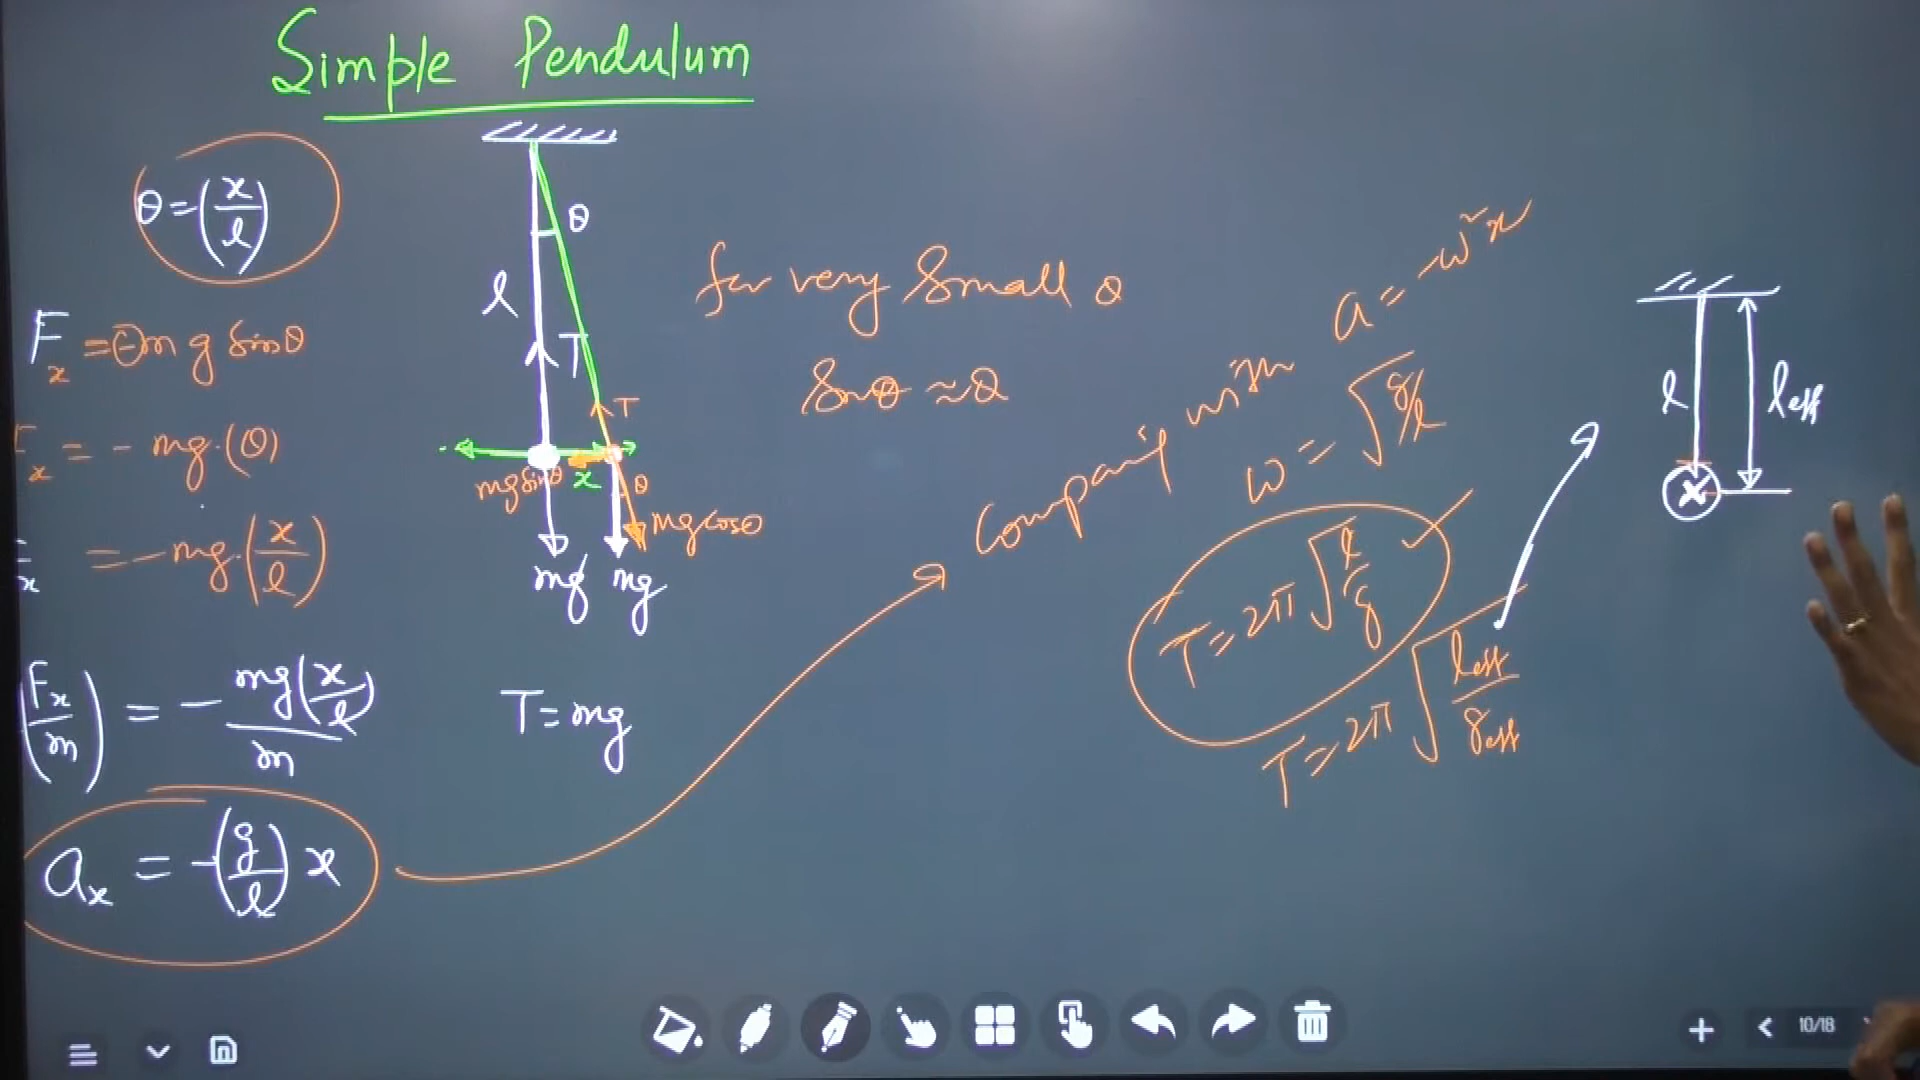 Simple Pendulum
θ = (x/l)
F_x = ⊖mg sinθ
F_x = - mg.(θ)
F_x = - mg.(x/l)
(F_x/m) = - mg(x/l)/m
a_x = -(g/l) x
θ
l
T
T
x
θ
mg sinθ
mg cosθ
mg
mg
T = mg
for very small θ
Sinθ ≈ θ
Comparing with a = -ω²x
ω = √g/l
T = 2π √l/g
T = 2π √l_eff/g_eff
l
l_eff
10/18